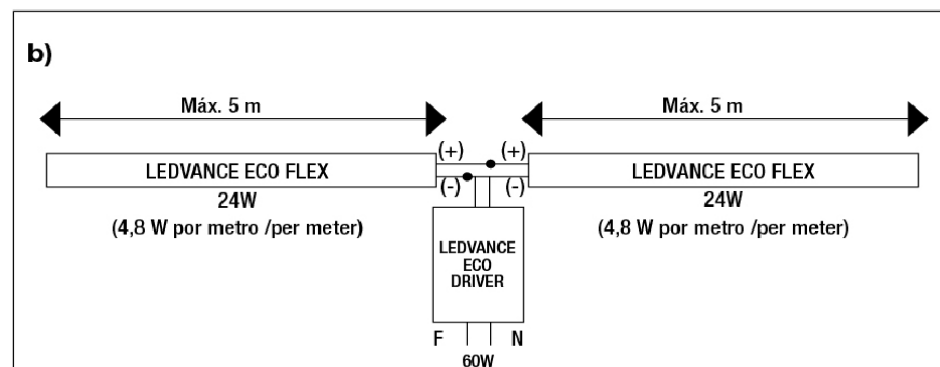 b)
Máx. 5 m
Máx. 5 m
(+)
(+)
LEDVANCE ECO FLEX
(-)
(-)
LEDVANCE ECO FLEX
24W
(4,8 W por metro /per meter)
24W
(4,8 W por metro /per meter)
LEDVANCE
ECO
DRIVER
F
N
60W